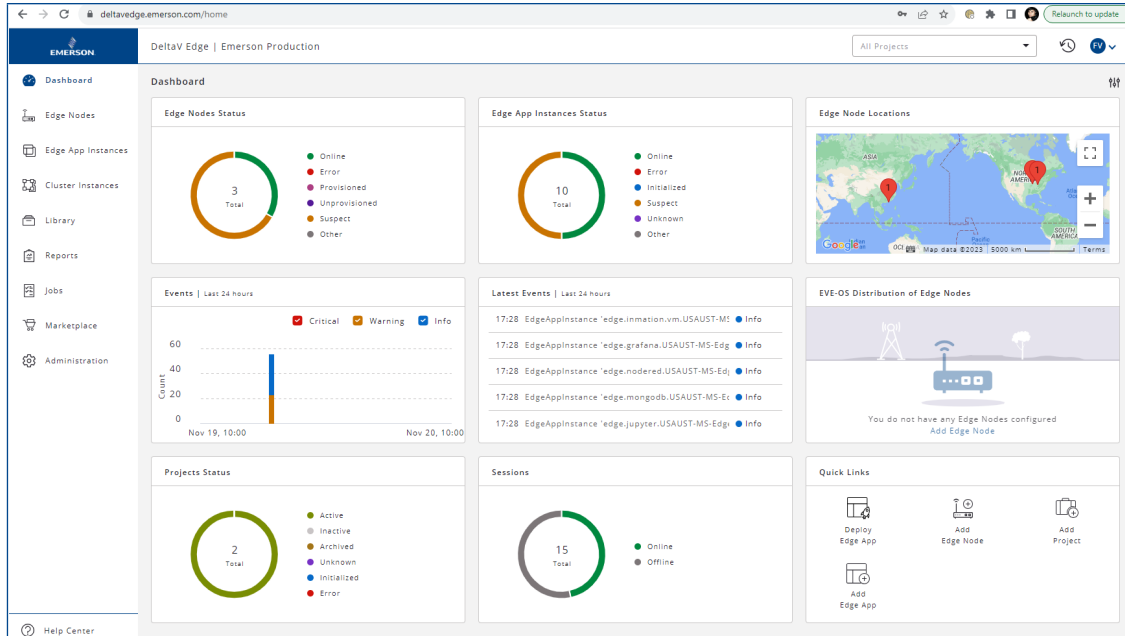 deltavedge.emerson.com/home
Relaunch to update
EMERSON
DeltaV Edge | Emerson Production
All Projects
FV
Dashboard
Edge Nodes
Edge App Instances
Cluster Instances
Library
Reports
Jobs
Marketplace
Administration
Help Center
Dashboard
Edge Nodes Status
3
Total
Online
Error
Provisioned
Unprovisioned
Suspect
Other
Edge App Instances Status
10
Total
Online
Error
Initialized
Suspect
Unknown
Other
Edge Node Locations
ASIA
1
1
SOUTH
AMERICA
Pacific
Google
Map data ©2023
5000 km
Terms
Events | Last 24 hours
Critical
Warning
Info
Count
60
40
20
0
Nov 19, 10:00
Nov 20, 10:00
Latest Events | Last 24 hours
17:28 EdgeAppInstance 'edge.inmation.vm.USAUST-MS Info
17:28 EdgeAppInstance 'edge.grafana.USAUST-MS-Edg Info
17:28 EdgeAppInstance 'edge.nodered.USAUST-MS-Ed Info
17:28 EdgeAppInstance 'edge.mongodb.USAUST-MS-E Info
17:28 EdgeAppInstance 'edge.jupyter.USAUST-MS-Edg Info
EVE-OS Distribution of Edge Nodes
You do not have any Edge Nodes configured
Add Edge Node
Projects Status
2
Total
Active
Inactive
Archived
Unknown
Initialized
Error
Sessions
15
Total
Online
Offline
Quick Links
Deploy
Edge App
Add
Edge Node
Add
Project
Add
Edge App